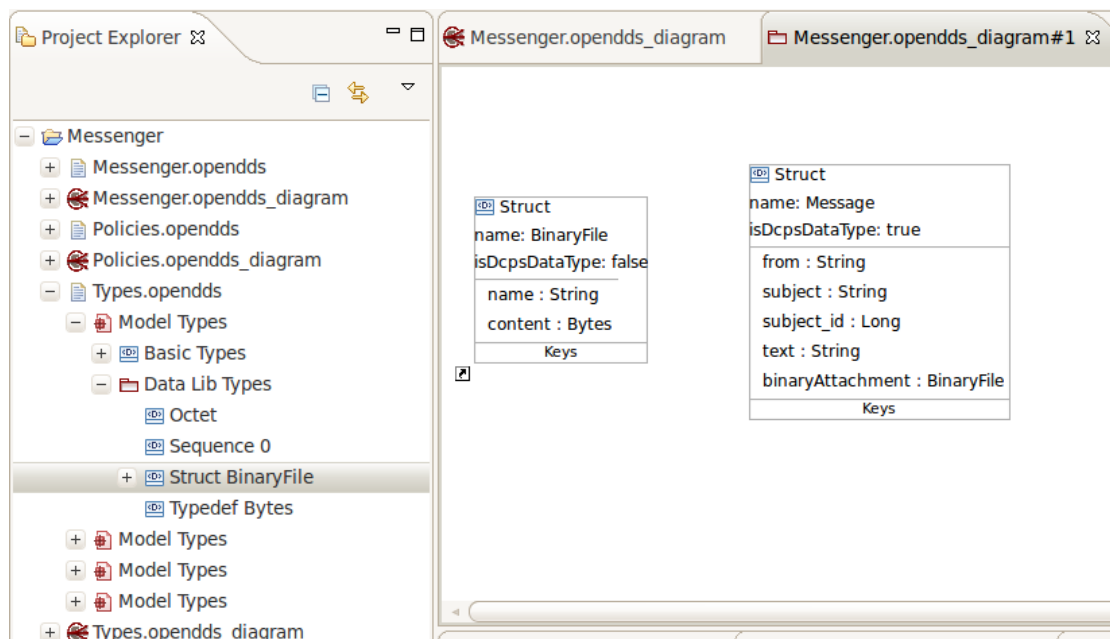 Project Explorer
Messenger
Messenger.opendds
Messenger.opendds_diagram
Policies.opendds
Policies.opendds_diagram
Types.opendds
Model Types
Basic Types
Data Lib Types
Octet
Sequence 0
Struct BinaryFile
Typedef Bytes
Model Types
Model Types
Model Types
Types.opendds_diagram
Messenger.opendds_diagram
Messenger.opendds_diagram#1
Struct
name: BinaryFile
isDcpsDataType: false
name : String
content : Bytes
Keys
Struct
name: Message
isDcpsDataType: true
from : String
subject : String
subject_id : Long
text : String
binaryAttachment : BinaryFile
Keys